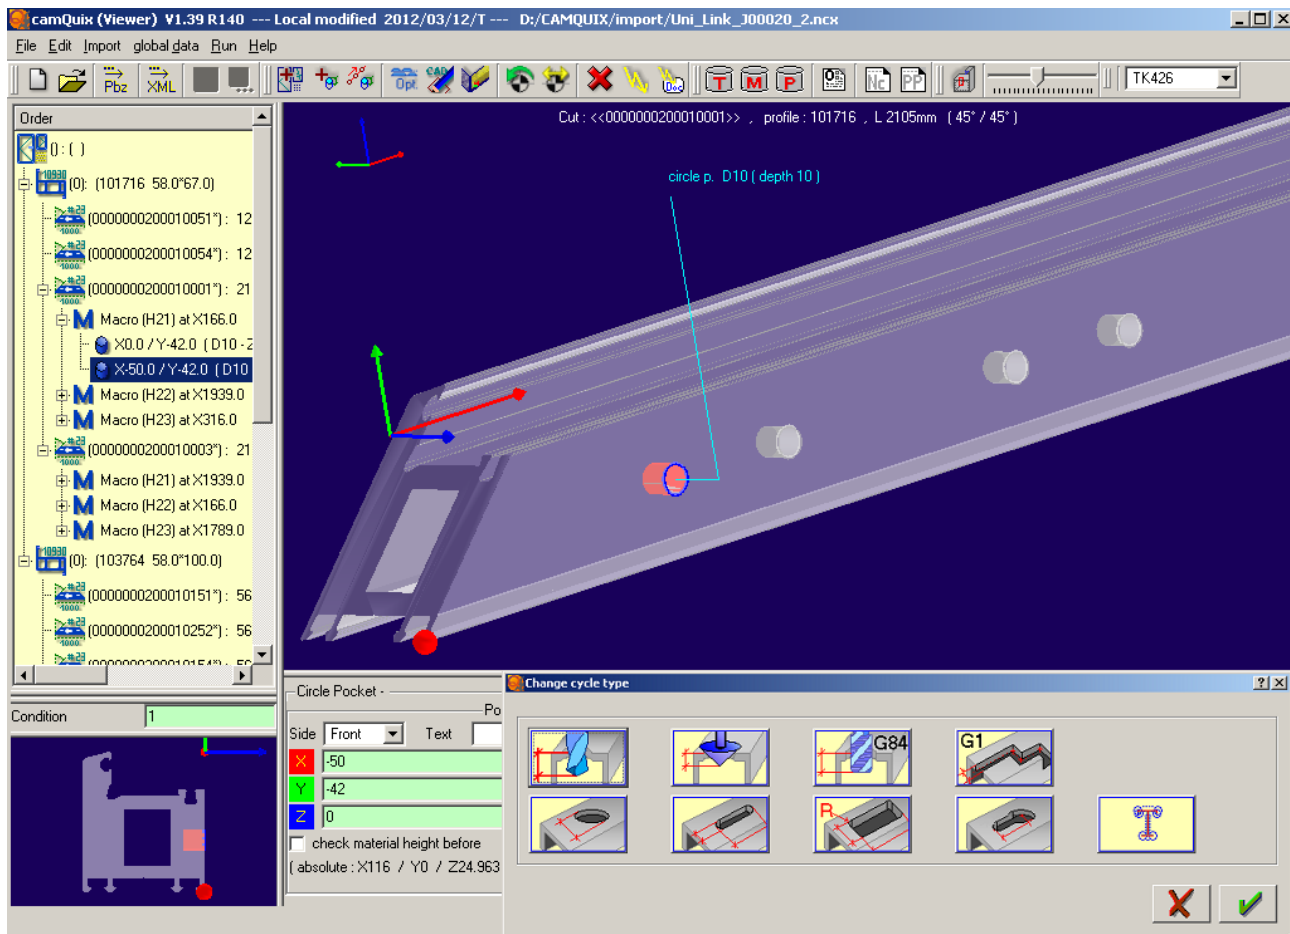 camQuix (Viewer) V1.39 R140 --- Local modified 2012/03/12/T --- D:/CAMQUIX/import/Uni_Link_J00020_2.ncx
File Edit Import global data Run Help
Pbz XML Opt. CAD Doc T M P Nc PP TK426
Order
() : ( )
(0): (101716 58.0*67.0)
(0000000200010051*) : 12
(0000000200010054*) : 12
(0000000200010001*) : 21
Macro (H21) at X166.0
X0.0 / Y-42.0 ( D10 - Z
X-50.0 / Y-42.0 ( D10
Macro (H22) at X1939.0
Macro (H23) at X316.0
(0000000200010003*) : 21
Macro (H21) at X1939.0
Macro (H22) at X166.0
Macro (H23) at X1789.0
(0): (103764 58.0*100.0)
(0000000200010151*) : 56
(0000000200010252*) : 56
Cut : <<0000000200010001>> , profile : 101716 , L 2105mm ( 45° / 45° )
circle p. D10 ( depth 10 )
Condition 1
Circle Pocket -
Po
Side Front Text
X -50
Y -42
Z 0
check material height before
( absolute : X116 / Y0 / Z24.963
Change cycle type
G84
G1
R